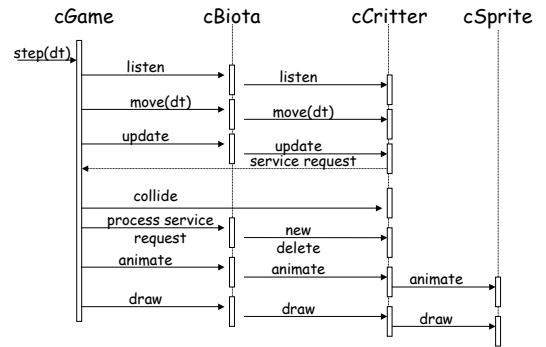 cGame cBiota cCritter cSprite
step(dt)
listen
listen
move(dt)
move(dt)
update
update
service request
collide
process service
request
new
delete
animate
animate
animate
draw
draw
draw